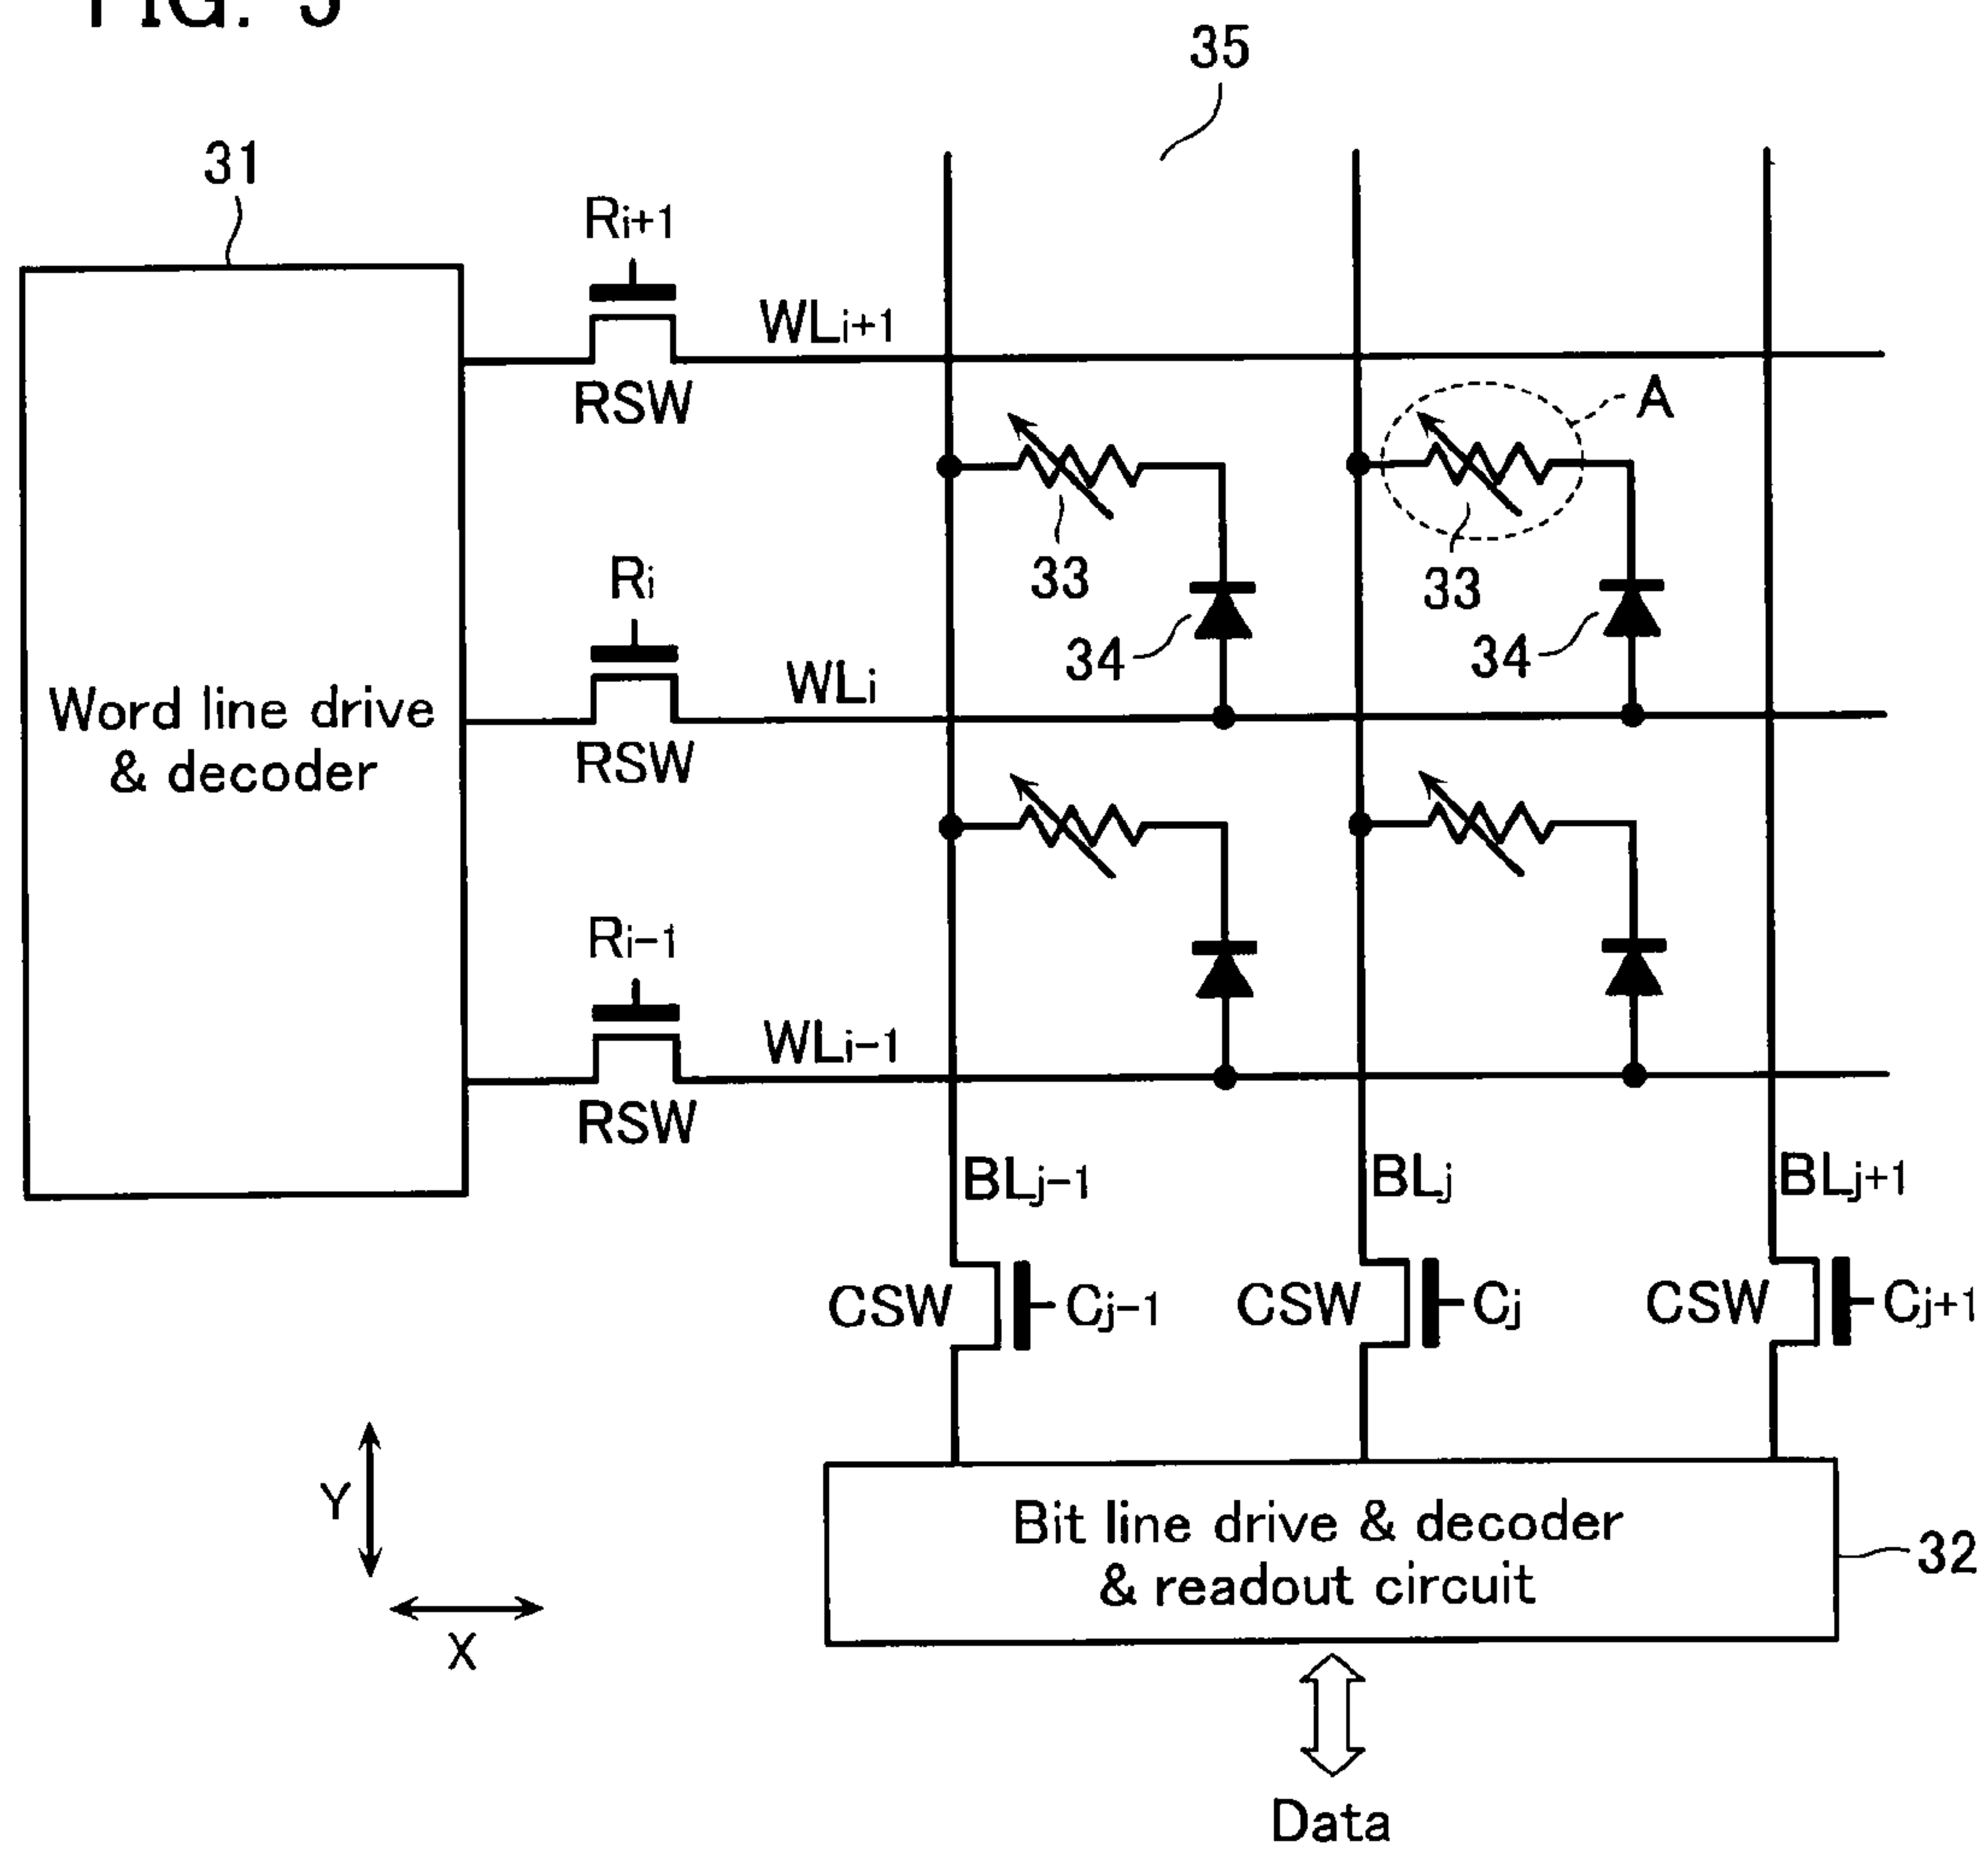 FIG. 3
35
31
Ri+1
WLi+1
RSW
A
33
33
Ri
34
34
WLi
Word line drive
& decoder
RSW
Ri-1
WLi-1
RSW
BLj-1
BLj
BLj+1
CSW
Cj-1
CSW
Cj
CSW
Cj+1
Y
X
Bit line drive & decoder
& readout circuit
32
Data